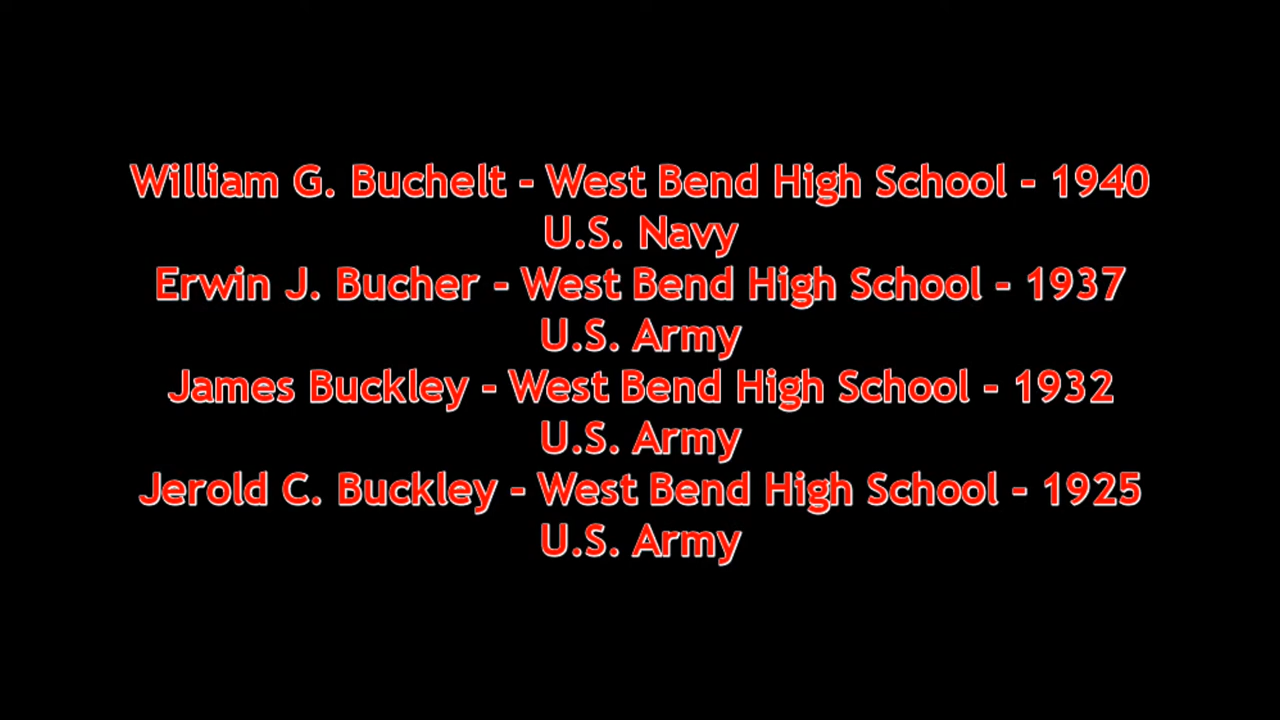 William G. Buchelt - West Bend High School - 1940
U.S. Navy
Erwin J. Bucher - West Bend High School - 1937
U.S. Army
James Buckley - West Bend High School - 1932
U.S. Army
Jerold C. Buckley - West Bend High School - 1925
U.S. Army